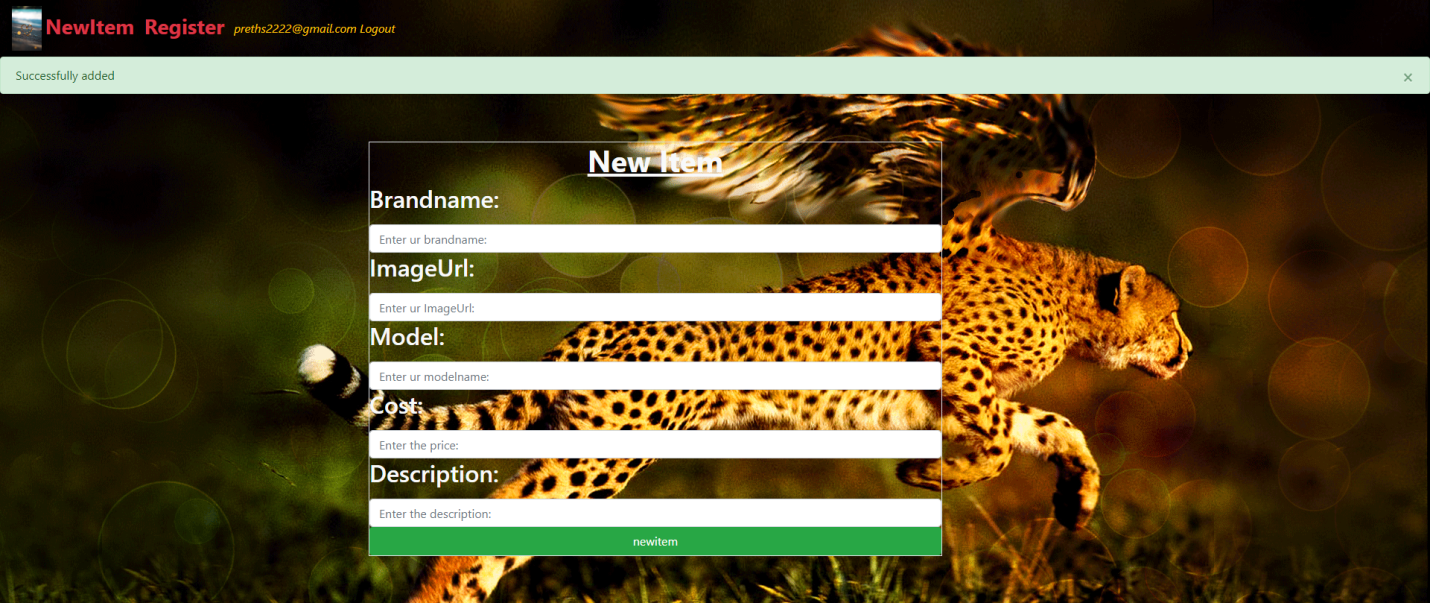 NewItem Register preths2222@gmail.com Logout
Successfully added ×
New Item
Brandname:
Enter ur brandname:
ImageUrl:
Enter ur ImageUrl:
Model:
Enter ur modelname:
Cost:
Enter the price:
Description:
Enter the description:
newitem